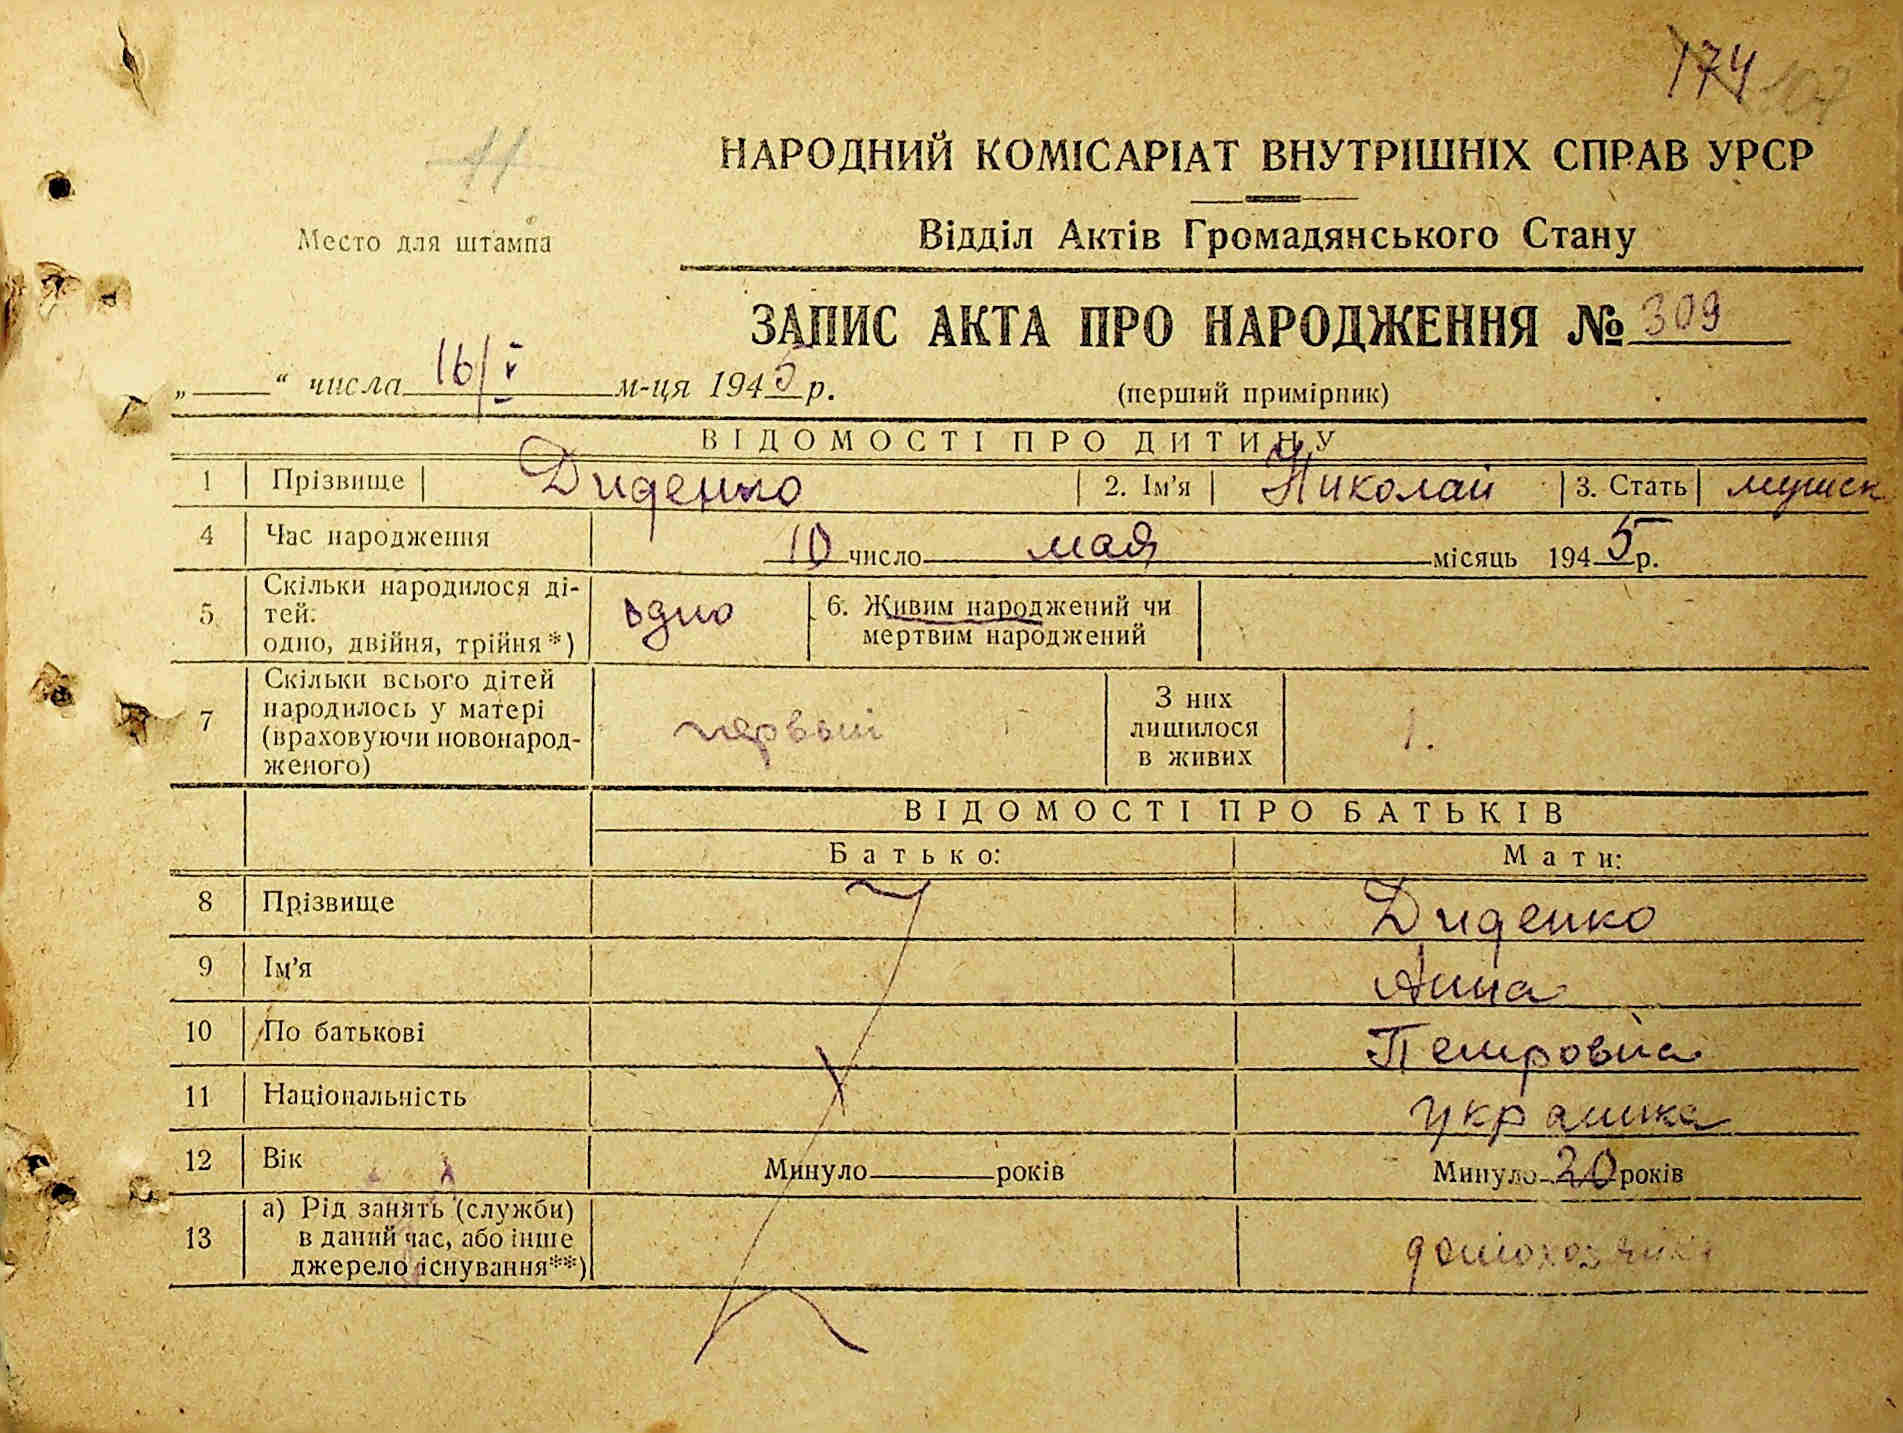 174 107
11
НАРОДНИЙ КОМІСАРІАТ ВНУТРІШНІХ СПРАВ УРСР
Место для штампа
Відділ Актів Громадянського Стану
ЗАПИС АКТА ПРО НАРОДЖЕННЯ № 309
„ “ числа 16/V м-ця 1945 р.
(перший примірник)
ВІДОМОСТІ ПРО ДИТИНУ
1 Прізвище Диденко 2. Ім'я Николай 3. Стать мужск
4 Час народження 10 число мая місяць 1945 р.
5 Скільки народилося ді-
тей:
одно, двійня, трійня*) одно
6. Живим народжений чи
мертвим народжений
7 Скільки всього дітей
народилось у матері
(враховуючи новонарод-
женого) первый
З них
лишилося
в живих 1.
ВІДОМОСТІ ПРО БАТЬКІВ
Батько: Мати:
8 Прізвище Диденко
9 Ім'я Анна
10 По батькові Петровна
11 Національність украинка
12 Вік Минуло років Минуло 20 років
13 а) Рід занять (служби)
в даний час, або інше
джерело існування**) домохозяйка